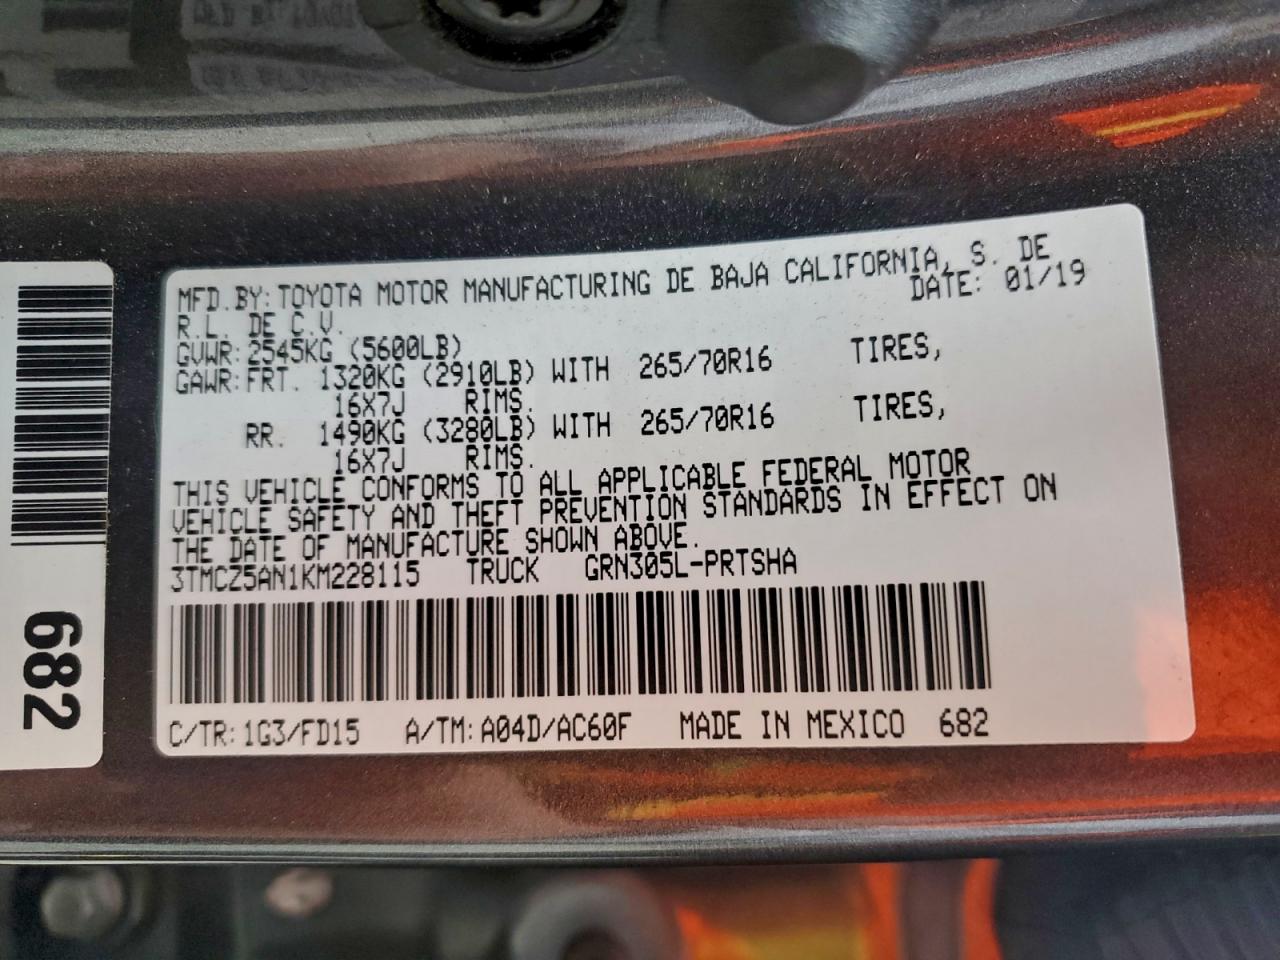 MFD.BY: TOYOTA MOTOR MANUFACTURING DE BAJA CALIFORNIA, S. DE
R.L. DE C.V. DATE: 01/19
GVWR: 2545KG (5600LB)
GAWR: FRT. 1320KG (2910LB) WITH 265/70R16 TIRES,
16X7J RIMS.
RR. 1490KG (3280LB) WITH 265/70R16 TIRES,
16X7J RIMS.
THIS VEHICLE CONFORMS TO ALL APPLICABLE FEDERAL MOTOR
VEHICLE SAFETY AND THEFT PREVENTION STANDARDS IN EFFECT ON
THE DATE OF MANUFACTURE SHOWN ABOVE.
3TMCZ5AN1KM228115 TRUCK GRN305L-PRTSHA
C/TR: 1G3/FD15 A/TM: A04D/AC60F MADE IN MEXICO 682
682